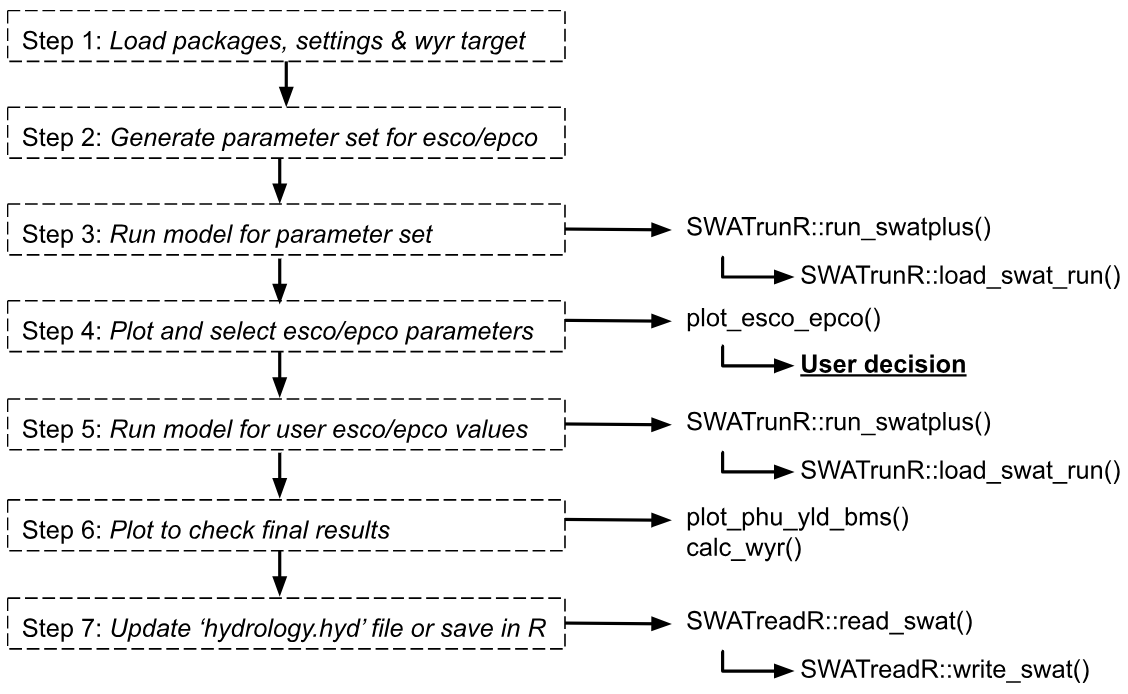 Step 1: Load packages, settings & wyr target
Step 2: Generate parameter set for esco/epco
Step 3: Run model for parameter set
SWATrunR::run_swatplus()
SWATrunR::load_swat_run()
Step 4: Plot and select esco/epco parameters
plot_esco_epco()
User decision
Step 5: Run model for user esco/epco values
SWATrunR::run_swatplus()
SWATrunR::load_swat_run()
Step 6: Plot to check final results
plot_phu_yld_bms()
calc_wyr()
Step 7: Update ‘hydrology.hyd’ file or save in R
SWATreadR::read_swat()
SWATreadR::write_swat()